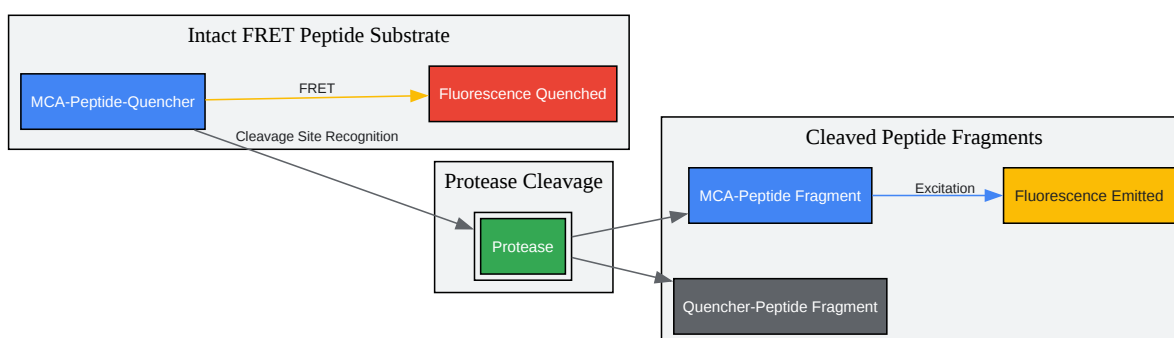 Intact FRET Peptide Substrate
MCA-Peptide-Quencher
FRET
Fluorescence Quenched
Cleavage Site Recognition
Protease Cleavage
Protease
Cleaved Peptide Fragments
MCA-Peptide Fragment
Excitation
Fluorescence Emitted
Quencher-Peptide Fragment